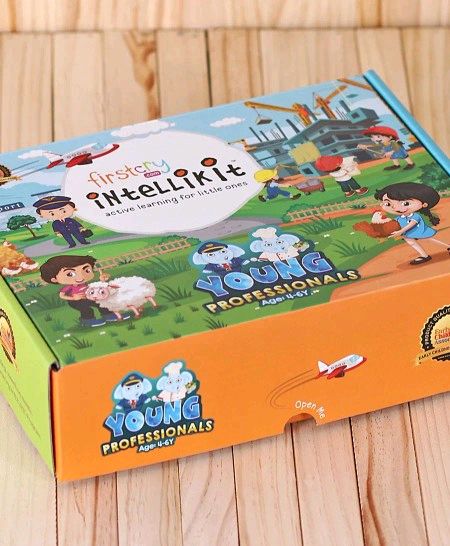 firstcry
.com
intelliKit
active learning for little ones
port
YOUNG
PROFESSIONALS
Age: 4-6Y
YOUNG
PROFESSIONALS
Age: 4-6Y
Open Me